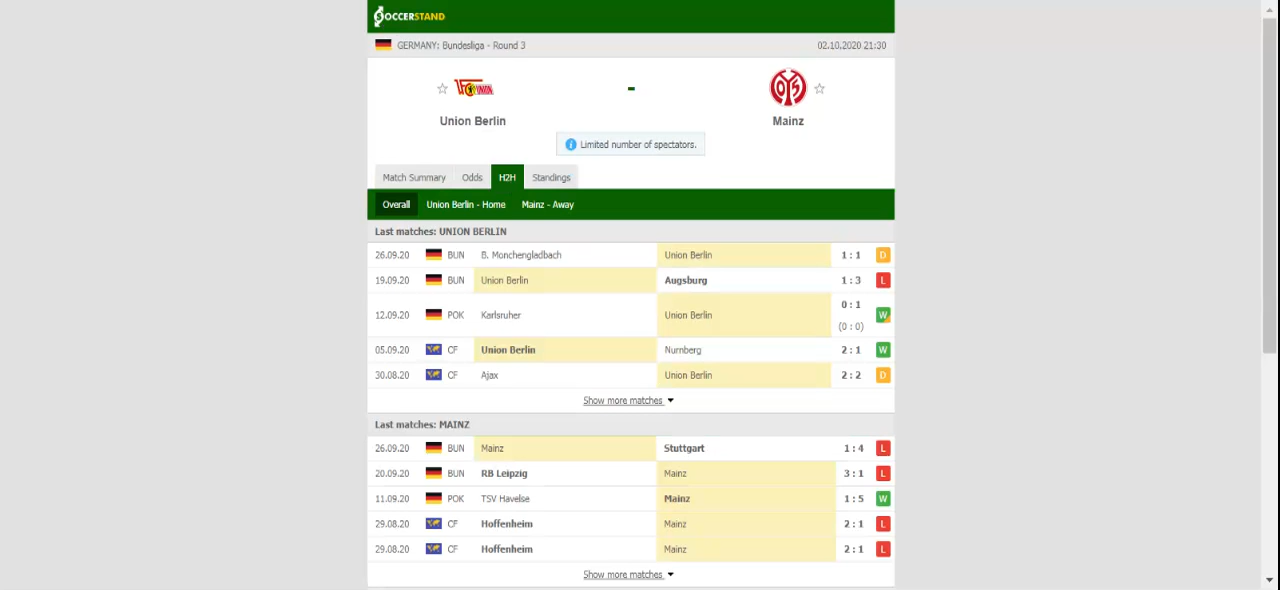 SOCCERSTAND
GERMANY: Bundesliga - Round 3 02.10.2020 21:30
-
Union Berlin Mainz
Limited number of spectators.
Match Summary Odds H2H Standings
Overall Union Berlin - Home Mainz - Away
Last matches: UNION BERLIN
26.09.20 BUN B. Monchengladbach Union Berlin 1 : 1 D
19.09.20 BUN Union Berlin Augsburg 1 : 3 L
12.09.20 POK Karlsruher Union Berlin 0 : 1 (0 : 0) W
05.09.20 CF Union Berlin Nurnberg 2 : 1 W
30.08.20 CF Ajax Union Berlin 2 : 2 D
Show more matches
Last matches: MAINZ
26.09.20 BUN Mainz Stuttgart 1 : 4 L
20.09.20 BUN RB Leipzig Mainz 3 : 1 L
11.09.20 POK TSV Havelse Mainz 1 : 5 W
29.08.20 CF Hoffenheim Mainz 2 : 1 L
29.08.20 CF Hoffenheim Mainz 2 : 1 L
Show more matches